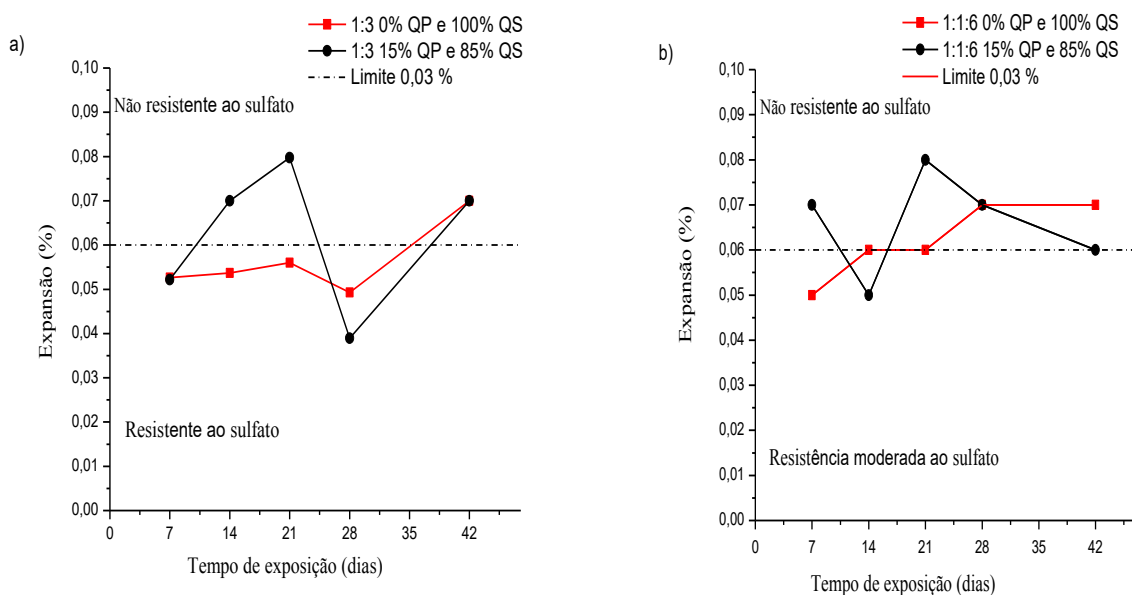 a)
1:3 0% QP e 100% QS
1:3 15% QP e 85% QS
Limite 0,03 %
0,10
0,09
0,08
0,07
0,06
0,05
0,04
0,03
0,02
0,01
0,00
Expansão (%)
Não resistente ao sulfato
Resistente ao sulfato
0
7
14
21
28
35
42
Tempo de exposição (dias)
b)
1:1:6 0% QP e 100% QS
1:1:6 15% QP e 85% QS
Limite 0,03 %
0,10
0,09
0,08
0,07
0,06
0,05
0,04
0,03
0,02
0,01
0,00
Expansão (%)
Não resistente ao sulfato
Resistência moderada ao sulfato
0
7
14
21
28
35
42
Tempo de exposição (dias)